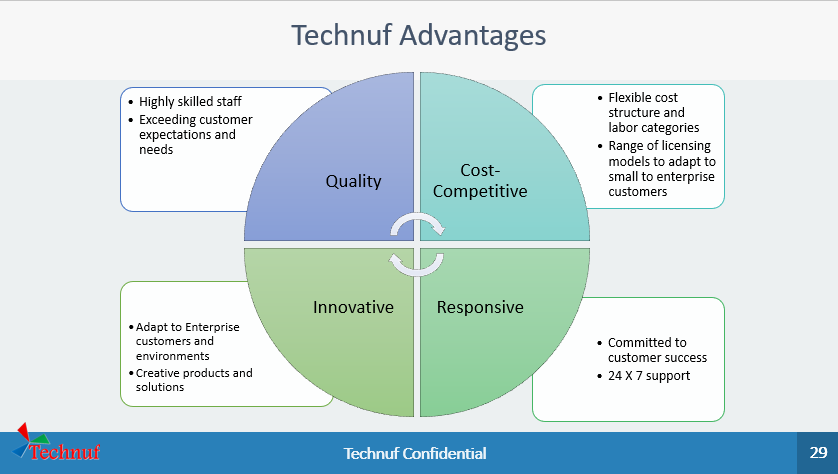 Technuf Advantages
• Highly skilled staff
• Exceeding customer
expectations and
needs
Quality
Cost-
Competitive
• Flexible cost
structure and
labor categories
• Range of licensing
models to adapt to
small to enterprise
customers
Innovative
• Adapt to Enterprise
customers and
environments
• Creative products and
solutions
Responsive
• Committed to
customer success
• 24 X 7 support
Technuf
Technuf Confidential
29